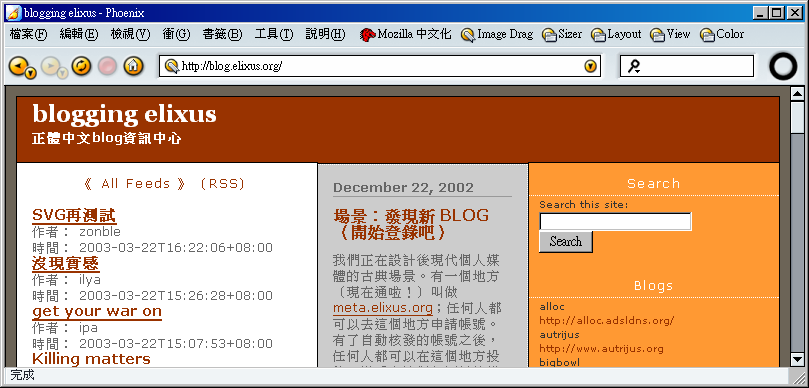 blogging elixus - Phoenix
檔案(F) 編輯(E) 檢視(V) 衝(G) 書籤(B) 工具(T) 說明(H) Mozilla 中文化 Image Drag Sizer Layout View Color
http://blog.elixus.org/
blogging elixus
正體中文blog資訊中心
《 All Feeds 》 (RSS)
SVG再測試
作者： zonble
時間： 2003-03-22T16:22:06+08:00
沒現實感
作者： ilya
時間： 2003-03-22T15:26:28+08:00
get your war on
作者： ipa
時間： 2003-03-22T15:07:53+08:00
Killing matters
December 22, 2002
場景：發現新 BLOG
（開始登錄吧）
我們正在設計後現代個人媒
體的古典場景。有一個地方
（現在通啦！）叫做
meta.elixus.org；任何人都
可以去這個地方申請帳號。
有了自動核發的帳號之後，
任何人都可以在這個地方投
Search
Search this site:
Search
Blogs
alloc
http://alloc.adsldns.org/
autrijus
http://www.autrijus.org
bigbowl
完成